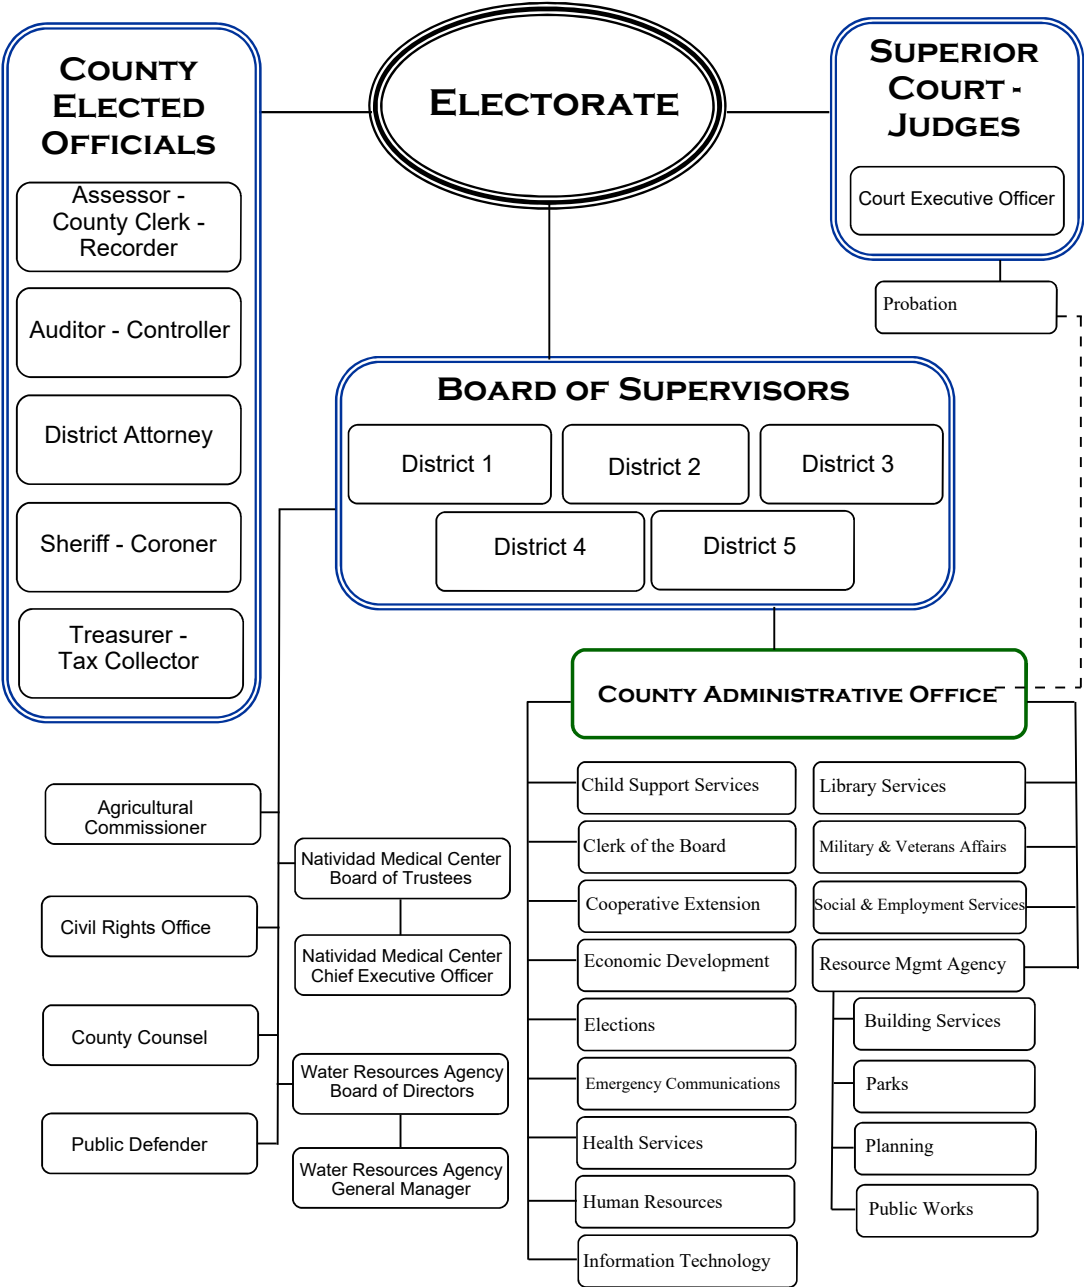 COUNTY
ELECTED
OFFICIALS
Assessor -
County Clerk -
Recorder
Auditor - Controller
District Attorney
Sheriff - Coroner
Treasurer -
Tax Collector
ELECTORATE
SUPERIOR
COURT -
JUDGES
Court Executive Officer
Probation
BOARD OF SUPERVISORS
District 1
District 2
District 3
District 4
District 5
COUNTY ADMINISTRATIVE OFFICE
Agricultural
Commissioner
Civil Rights Office
County Counsel
Public Defender
Natividad Medical Center
Board of Trustees
Natividad Medical Center
Chief Executive Officer
Water Resources Agency
Board of Directors
Water Resources Agency
General Manager
Child Support Services
Clerk of the Board
Cooperative Extension
Economic Development
Elections
Emergency Communications
Health Services
Human Resources
Information Technology
Library Services
Military & Veterans Affairs
Social & Employment Services
Resource Mgmt Agency
Building Services
Parks
Planning
Public Works